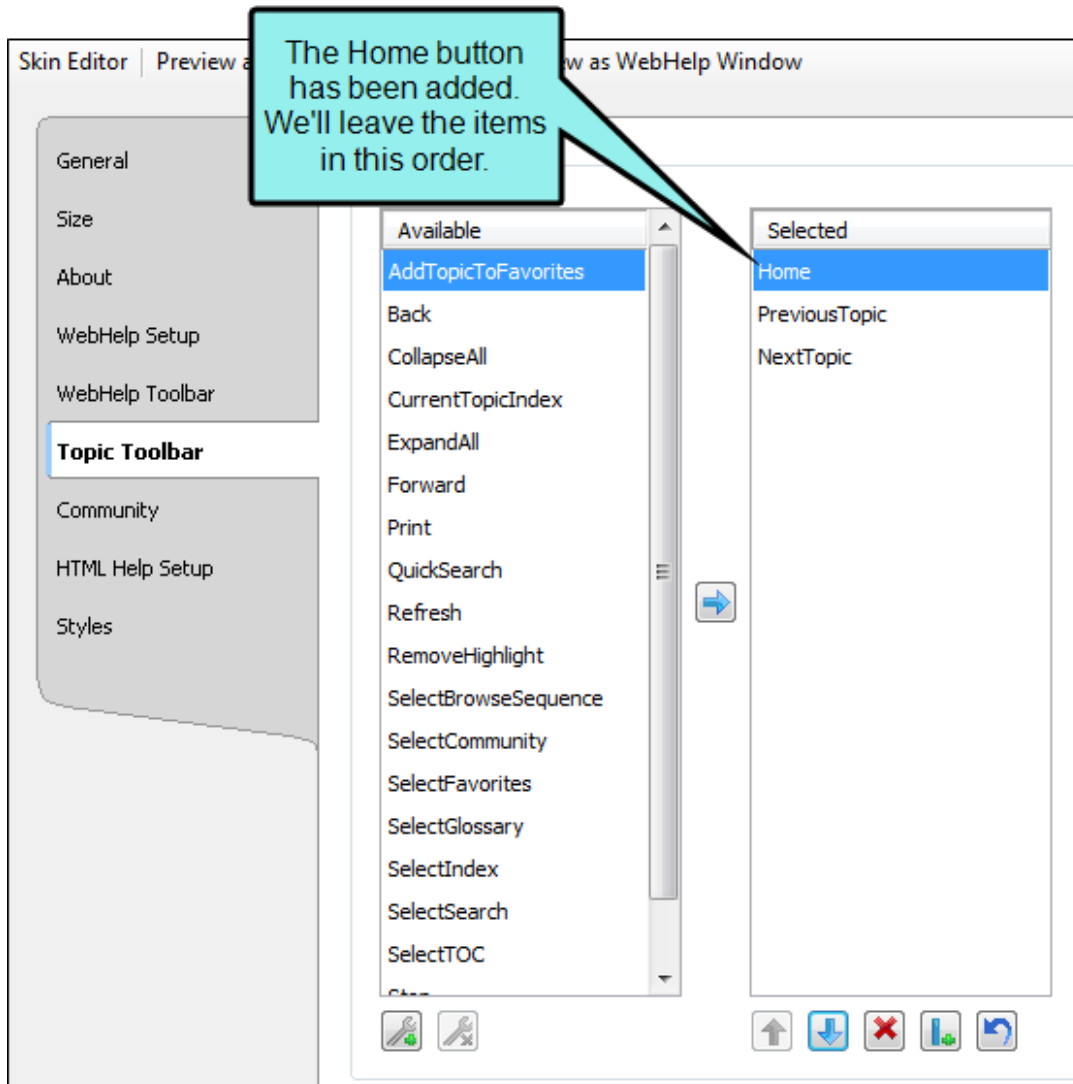 The Home button
has been added.
We'll leave the items
in this order.
Skin Editor Preview a w as WebHelp Window
General
Size
About
WebHelp Setup
WebHelp Toolbar
Topic Toolbar
Community
HTML Help Setup
Styles
Available
AddTopicToFavorites
Back
CollapseAll
CurrentTopicIndex
ExpandAll
Forward
Print
QuickSearch
Refresh
RemoveHighlight
SelectBrowseSequence
SelectCommunity
SelectFavorites
SelectGlossary
SelectIndex
SelectSearch
SelectTOC
Selected
Home
PreviousTopic
NextTopic